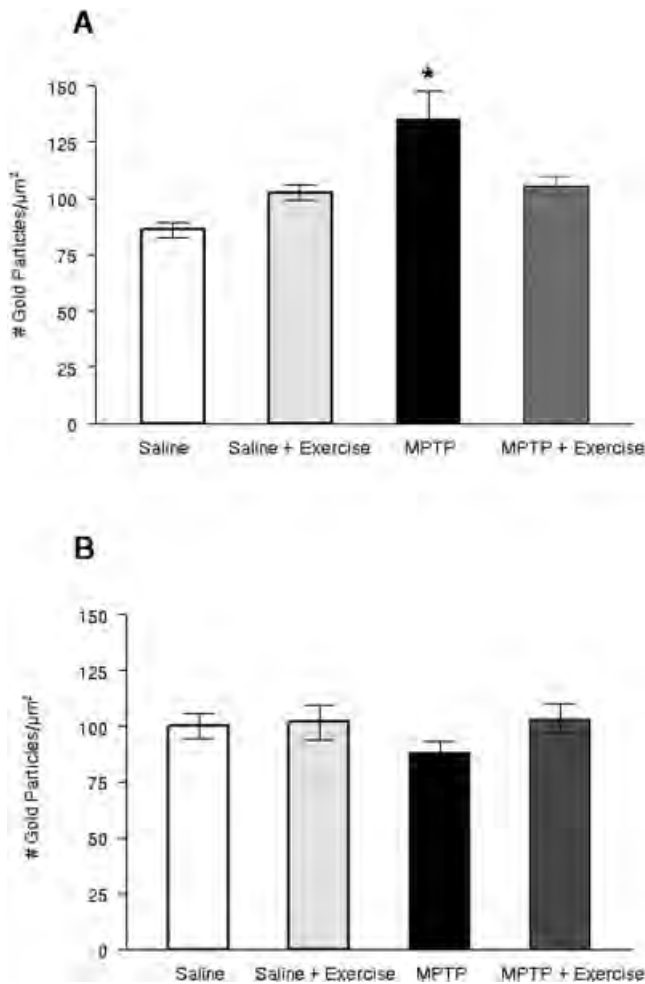 A
*
150
125
100
75
50
25
0
# Gold Particles/µm²
Saline Saline + Exercise MPTP MPTP + Exercise
B
150
125
100
75
50
25
0
# Gold Particles/µm²
Saline Saline + Exercise MPTP MPTP + Exercise